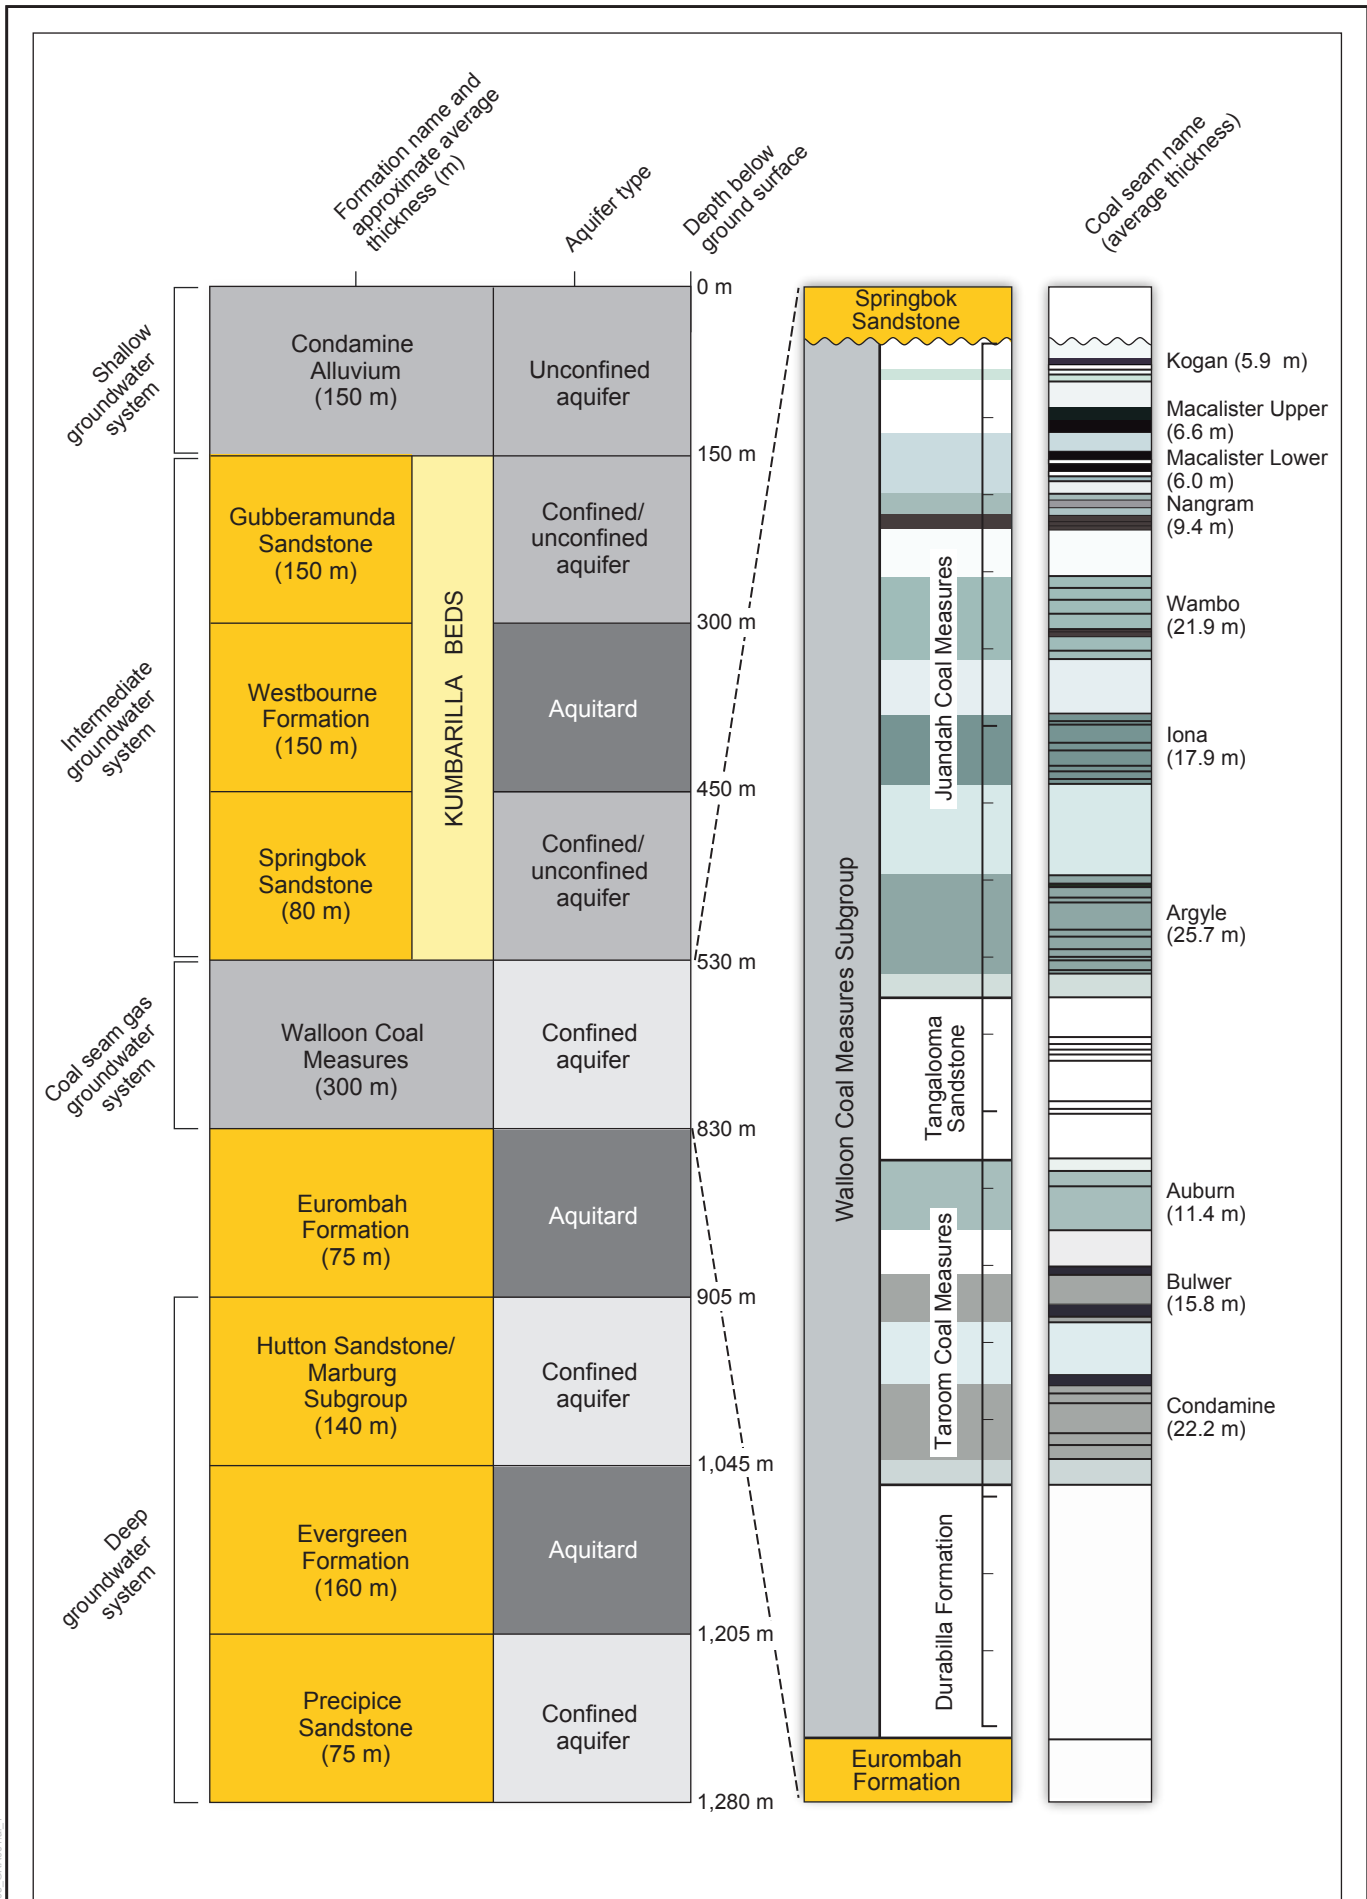 Formation name and
approximate average
thickness (m)
Aquifer type
Depth below
ground surface
Coal seam name
(average thickness)
Shallow
groundwater
system
Intermediate
groundwater
system
Coal seam gas
groundwater
system
Deep
groundwater
system
Condamine
Alluvium
(150 m)
Gubberamunda
Sandstone
(150 m)
Westbourne
Formation
(150 m)
Springbok
Sandstone
(80 m)
KUMBARILLA BEDS
Walloon Coal
Measures
(300 m)
Eurombah
Formation
(75 m)
Hutton Sandstone/
Marburg
Subgroup
(140 m)
Evergreen
Formation
(160 m)
Precipice
Sandstone
(75 m)
Unconfined
aquifer
Confined/
unconfined
aquifer
Aquitard
Confined/
unconfined
aquifer
Confined
aquifer
Aquitard
Confined
aquifer
Aquitard
Confined
aquifer
0 m
150 m
300 m
450 m
530 m
830 m
905 m
1,045 m
1,205 m
1,280 m
Springbok
Sandstone
Walloon Coal Measures Subgroup
Juandah Coal Measures
Tangalooma
Sandstone
Taroom Coal Measures
Durabilla Formation
Eurombah
Formation
Kogan (5.9 m)
Macalister Upper
(6.6 m)
Macalister Lower
(6.0 m)
Nangram
(9.4 m)
Wambo
(21.9 m)
Iona
(17.9 m)
Argyle
(25.7 m)
Auburn
(11.4 m)
Bulwer
(15.8 m)
Condamine
(22.2 m)